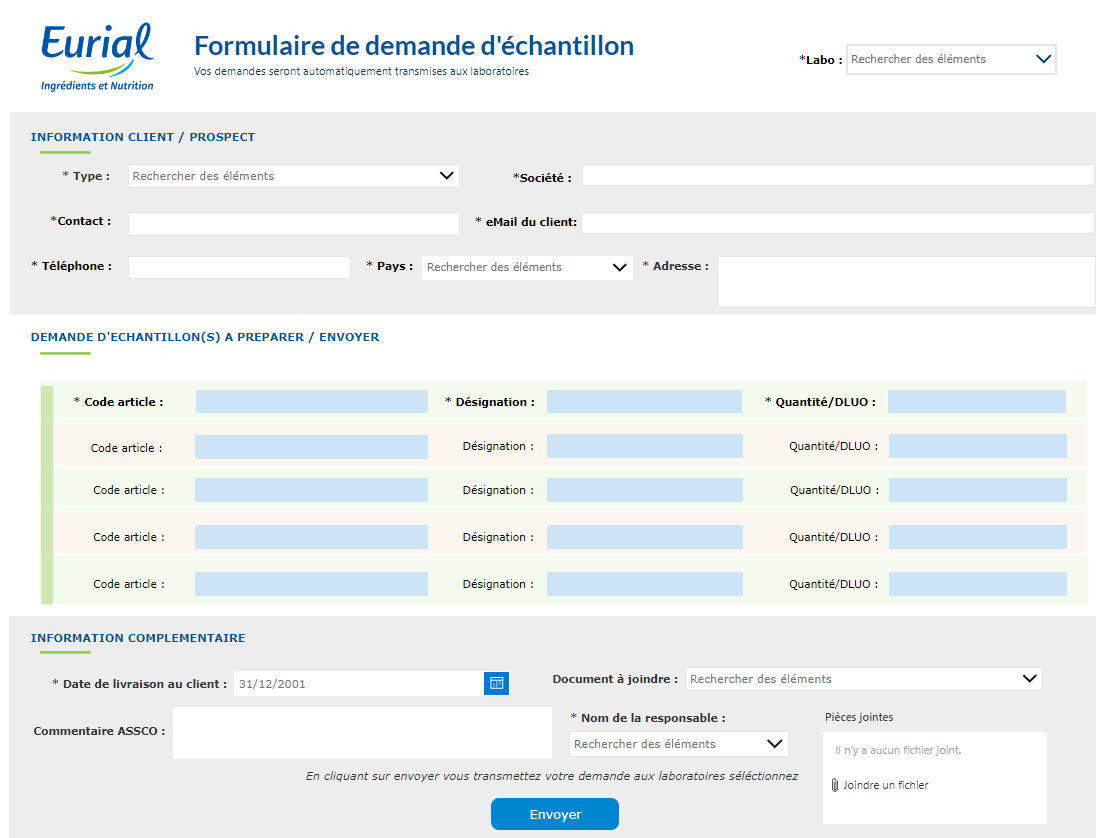 Eurial
Ingrédients et Nutrition
Formulaire de demande d'échantillon
Vos demandes seront automatiquement transmises aux laboratoires
*Labo : Rechercher des éléments
INFORMATION CLIENT / PROSPECT
* Type : Rechercher des éléments *Société :
*Contact : * eMail du client:
* Téléphone : * Pays : Rechercher des éléments * Adresse :
DEMANDE D'ECHANTILLON(S) A PREPARER / ENVOYER
* Code article : * Désignation : * Quantité/DLUO :
Code article : Désignation : Quantité/DLUO :
Code article : Désignation : Quantité/DLUO :
Code article : Désignation : Quantité/DLUO :
Code article : Désignation : Quantité/DLUO :
INFORMATION COMPLEMENTAIRE
* Date de livraison au client : 31/12/2001 Document à joindre : Rechercher des éléments
Commentaire ASSCO : * Nom de la responsable : Pièces jointes
Rechercher des éléments Il n'y a aucun fichier joint.
En cliquant sur envoyer vous transmettez votre demande aux laboratoires séléctionnez
Joindre un fichier
Envoyer